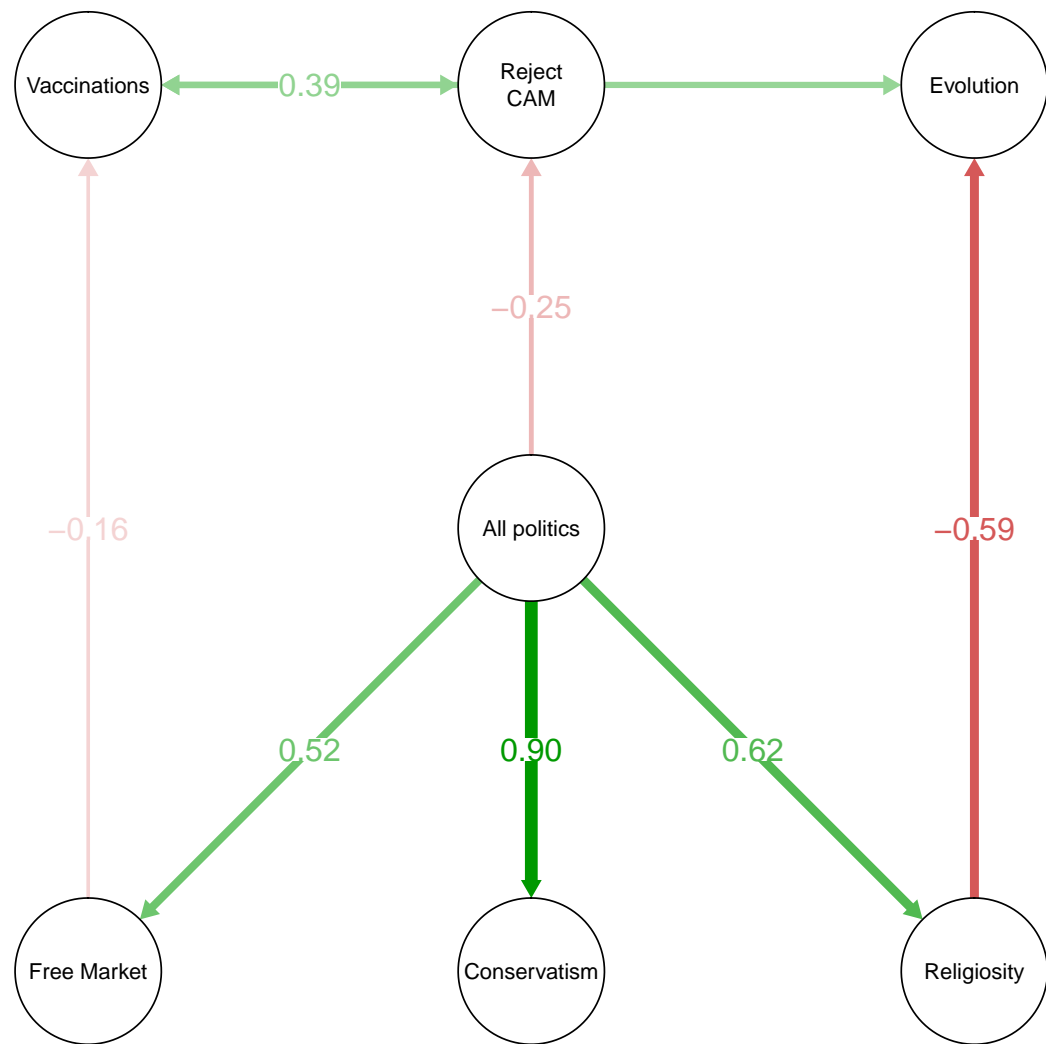 Vaccinations
0.39
Reject
CAM
Evolution
−0.25
−0.16
All politics
−0.59
0.52
0.90
0.62
Free Market
Conservatism
Religiosity